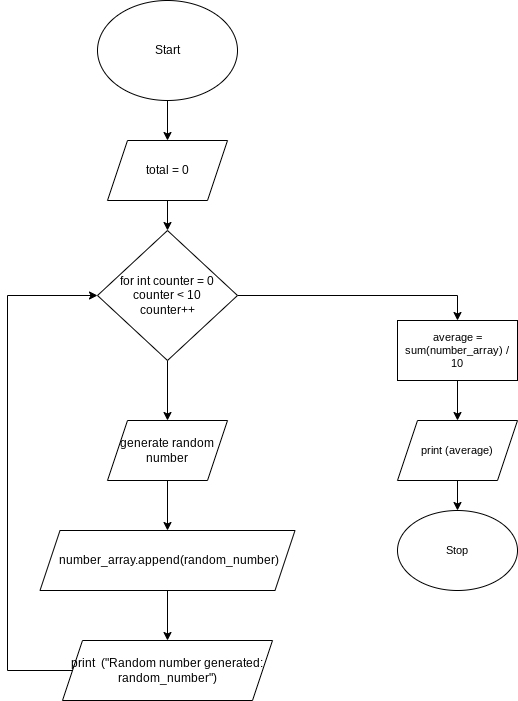 Start
total = 0
for int counter = 0
counter < 10
counter++
generate random
number
number_array.append(random_number)
print  ("Random number generated:
random_number")
average =
sum(number_array) /
10
print (average)
Stop